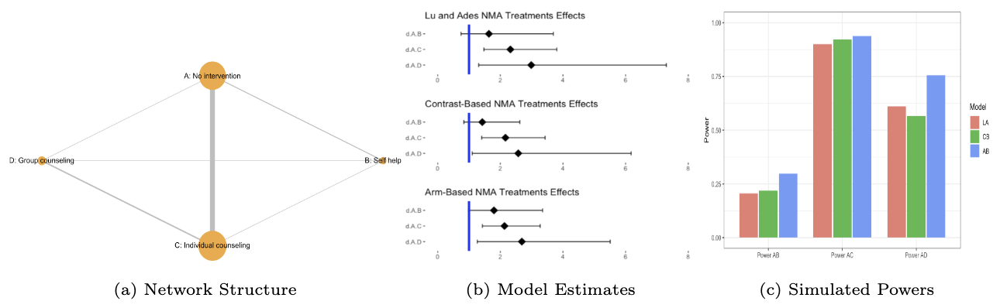 A: No intervention
D: Group counseling
B: Self help
C: Individual counseling
(a) Network Structure
Lu and Ades NMA Treatments Effects
d.A.B
d.A.C
d.A.D
0 2 4 6 8
Contrast-Based NMA Treatments Effects
d.A.B
d.A.C
d.A.D
0 2 4 6 8
Arm-Based NMA Treatments Effects
d.A.B
d.A.C
d.A.D
0 2 4 6 8
(b) Model Estimates
Power
1.00
0.75
0.50
0.25
0.00
Power AB Power AC Power AD
Model
LA
CB
AB
(c) Simulated Powers